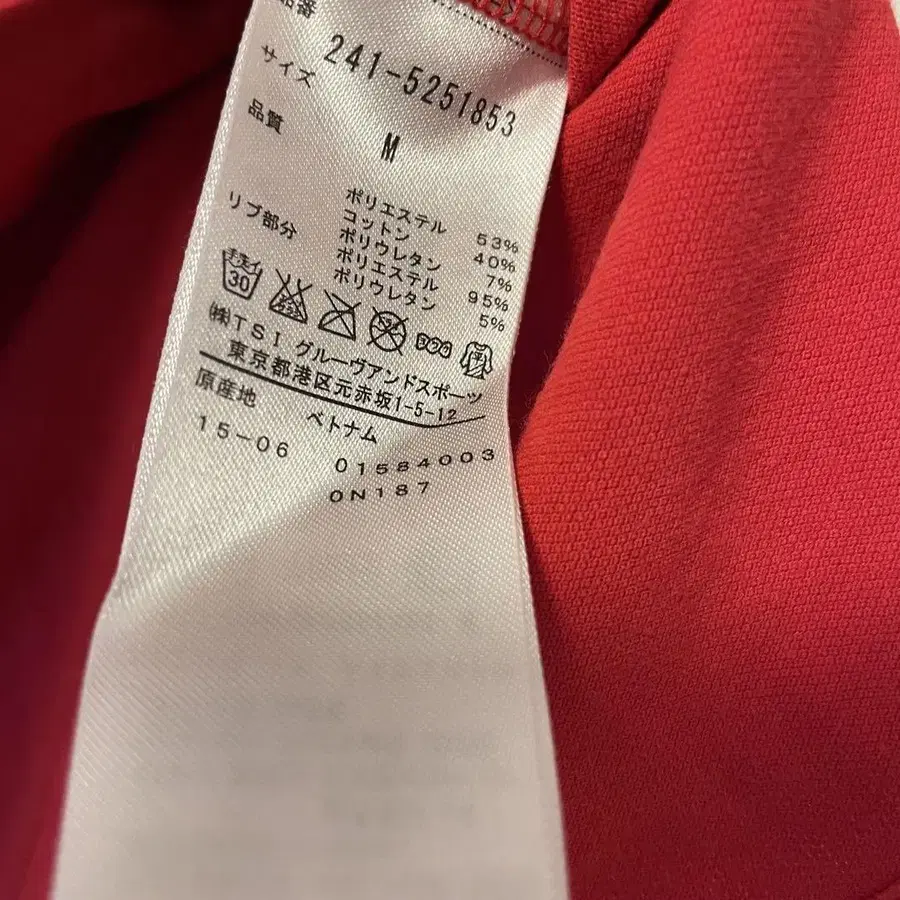 品番 241-5251853
サイズ M
品質 ポリエステル 53%
コットン 40%
ポリウレタン 7%
リブ部分 ポリエステル 95%
ポリウレタン 5%
手洗イ 30
㈱TSI グルーヴアンドスポーツ
東京都港区元赤坂1-5-12
原産地 ベトナム
15-06 01584003
0N187